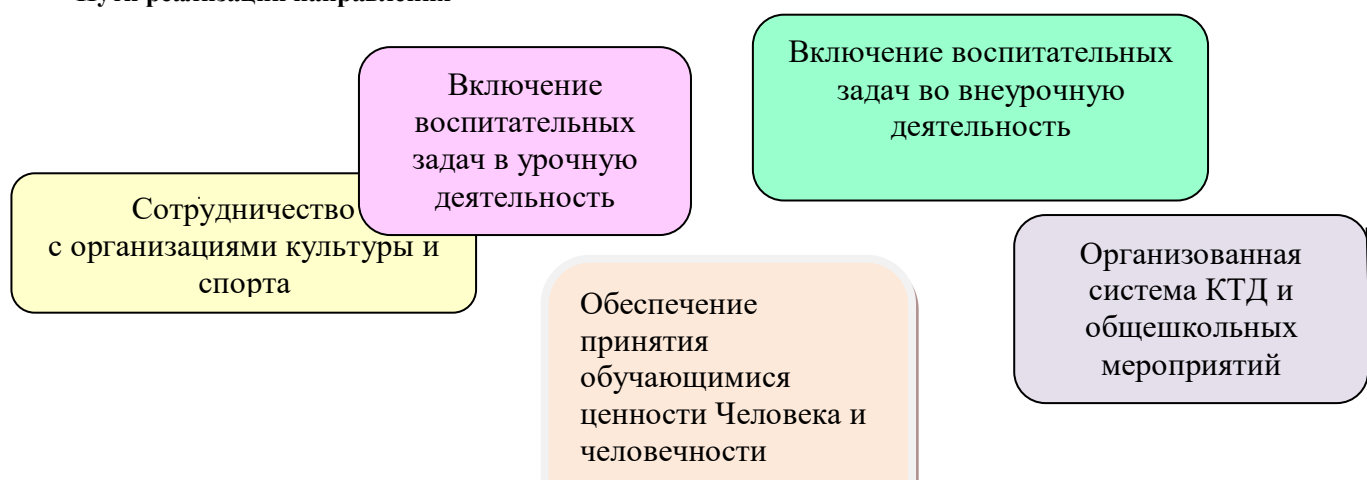 Включение
воспитательных
задач в урочную
деятельность
Включение воспитательных
задач во внеурочную
деятельность
Сотрудничество
с организациями культуры и
спорта
Организованная
система КТД и
общешкольных
мероприятий
Обеспечение
принятия
обучающимися
ценности Человека и
человечности